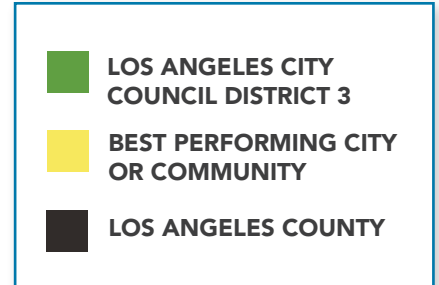 LOS ANGELES CITY
COUNCIL DISTRICT 3
BEST PERFORMING CITY
OR COMMUNITY
LOS ANGELES COUNTY